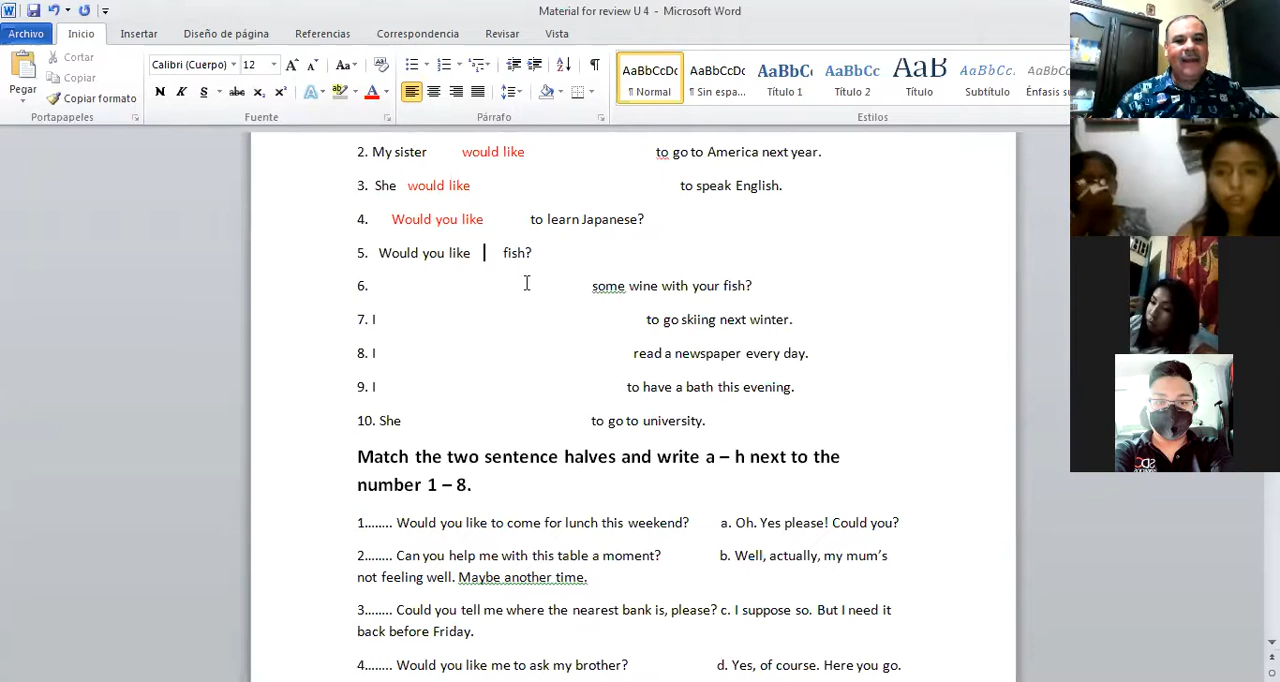 Material for review U 4 - Microsoft Word
Archivo Inicio Insertar Diseño de página Referencias Correspondencia Revisar Vista
Pegar
Cortar
Copiar
Copiar formato
Portapapeles
Calibri (Cuerpo) 12
Fuente
Párrafo
AaBbCcDc AaBbCcDc AaBbC AaBbCc AaB AaBbCc AaBbCcD
¶ Normal ¶ Sin espa... Título 1 Título 2 Título Subtítulo Énfasis su
Estilos
2. My sister would like to go to America next year.
3. She would like to speak English.
4. Would you like to learn Japanese?
5. Would you like fish?
6. some wine with your fish?
7. I to go skiing next winter.
8. I read a newspaper every day.
9. I to have a bath this evening.
10. She to go to university.
Match the two sentence halves and write a – h next to the
number 1 – 8.
1........ Would you like to come for lunch this weekend? a. Oh. Yes please! Could you?
2........ Can you help me with this table a moment? b. Well, actually, my mum’s
not feeling well. Maybe another time.
3........ Could you tell me where the nearest bank is, please? c. I suppose so. But I need it
back before Friday.
4........ Would you like me to ask my brother? d. Yes, of course. Here you go.